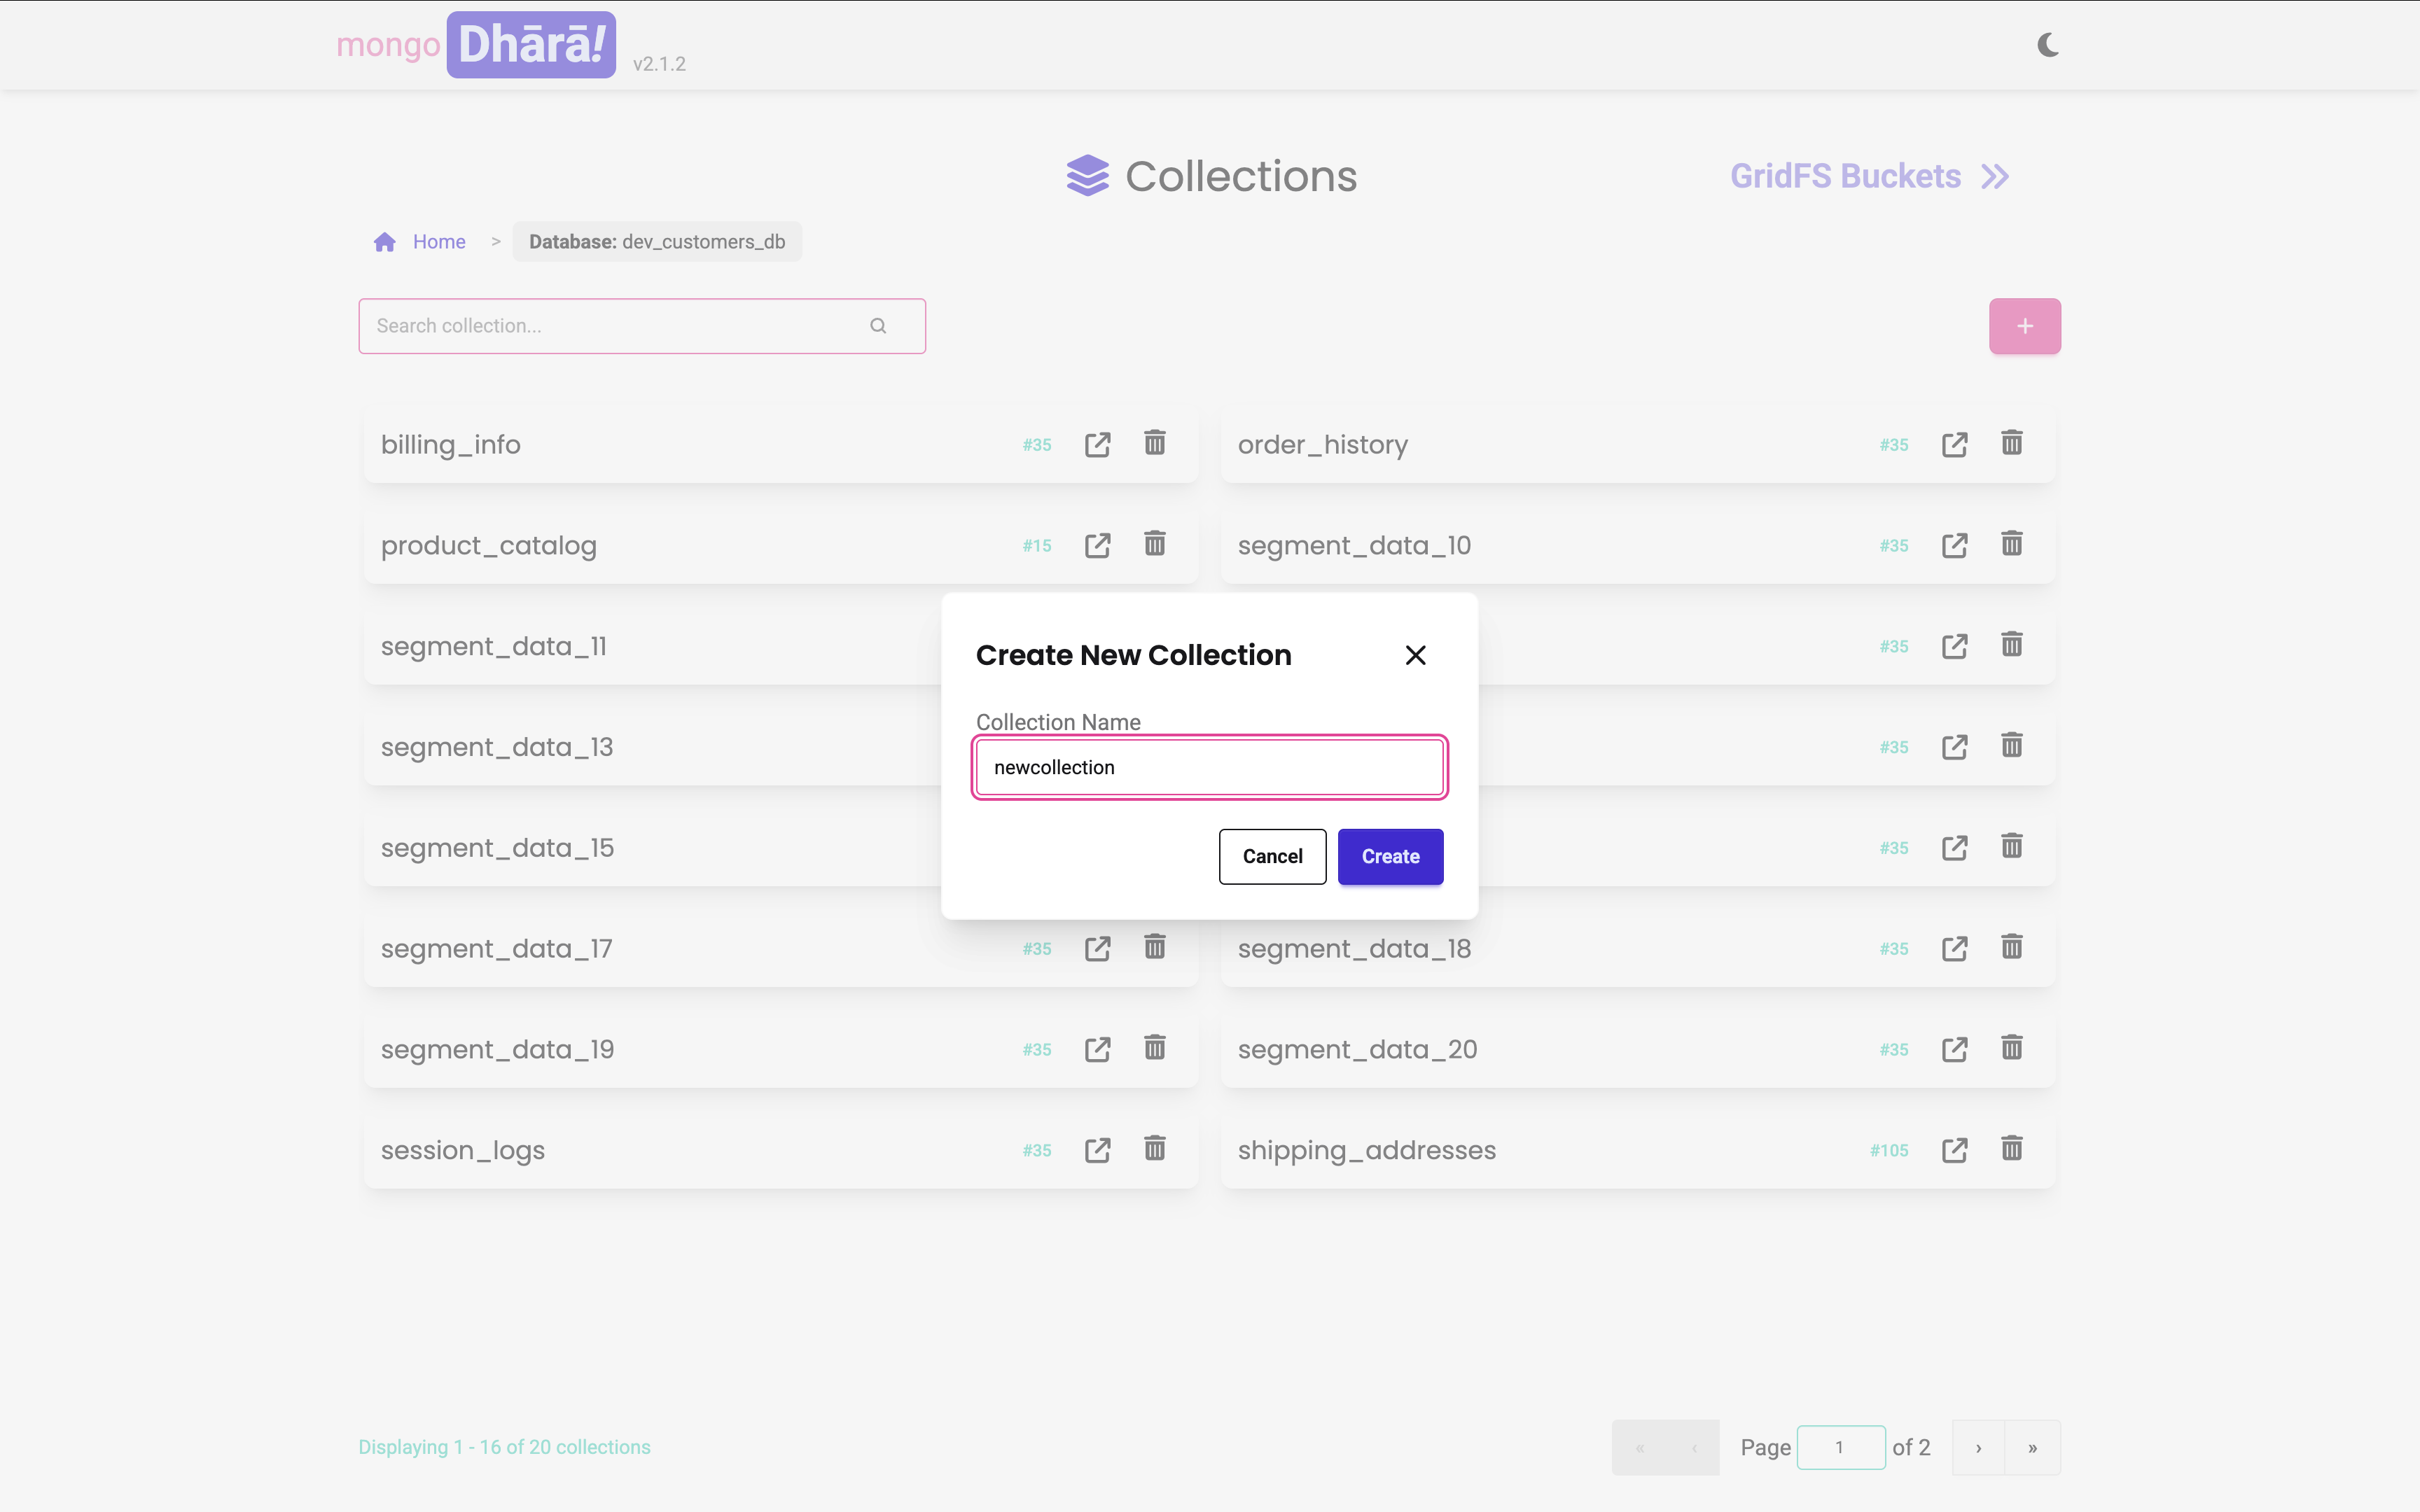 mongo Dhārā! v2.1.2
Collections
GridFS Buckets
Home > Database: dev_customers_db
Search collection...
+
billing_info #35
order_history #35
product_catalog #15
segment_data_10 #35
segment_data_11
#35
segment_data_13
#35
segment_data_15
#35
Create New Collection
Collection Name
newcollection
Cancel Create
segment_data_17 #35
segment_data_18 #35
segment_data_19 #35
segment_data_20 #35
session_logs #35
shipping_addresses #105
Displaying 1 - 16 of 20 collections
« ‹ Page 1 of 2 › »